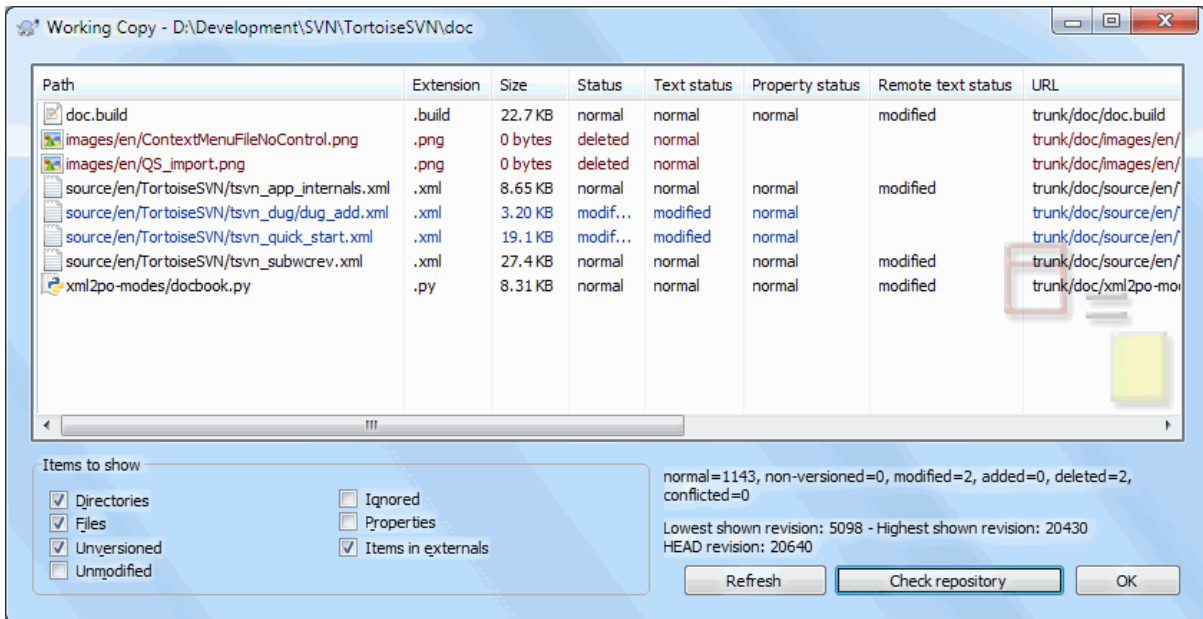 Working Copy - D:\Development\SVN\TortoiseSVN\doc
Path Extension Size Status Text status Property status Remote text status URL
doc.build .build 22.7 KB normal normal normal modified trunk/doc/doc.build
images/en/ContextMenuFileNoControl.png .png 0 bytes deleted normal trunk/doc/images/en/
images/en/QS_import.png .png 0 bytes deleted normal trunk/doc/images/en/
source/en/TortoiseSVN/tsvn_app_internals.xml .xml 8.65 KB normal normal normal modified trunk/doc/source/en/
source/en/TortoiseSVN/tsvn_dug/dug_add.xml .xml 3.20 KB modif... modified normal trunk/doc/source/en/
source/en/TortoiseSVN/tsvn_quick_start.xml .xml 19.1 KB modif... modified normal trunk/doc/source/en/
source/en/TortoiseSVN/tsvn_subwcrev.xml .xml 27.4 KB normal normal normal modified trunk/doc/source/en/
xml2po-modes/docbook.py .py 8.31 KB normal normal normal modified trunk/doc/xml2po-mo
Items to show
Directories Ignored
Files Properties
Unversioned Items in externals
Unmodified
normal=1143, non-versioned=0, modified=2, added=0, deleted=2,
conflicted=0
Lowest shown revision: 5098 - Highest shown revision: 20430
HEAD revision: 20640
Refresh Check repository OK